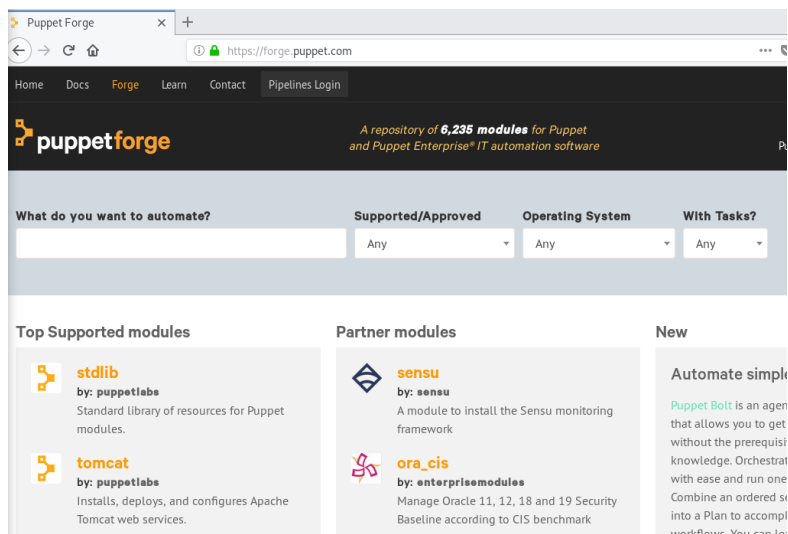 Puppet Forge
https://forge.puppet.com
Home Docs Forge Learn Contact Pipelines Login
puppetforge
A repository of 6,235 modules for Puppet
and Puppet Enterprise® IT automation software
Pu
What do you want to automate?
Supported/Approved
Operating System
With Tasks?
Any
Any
Any
Top Supported modules
stdlib
by: puppetlabs
Standard library of resources for Puppet
modules.
tomcat
by: puppetlabs
Installs, deploys, and configures Apache
Tomcat web services.
Partner modules
sensu
by: sensu
A module to install the Sensu monitoring
framework
ora_cis
by: enterprisemodules
Manage Oracle 11, 12, 18 and 19 Security
Baseline according to CIS benchmark
New
Automate simple
Puppet Bolt is an agen
that allows you to get
without the prerequisi
knowledge. Orchestrat
with ease and run one
Combine an ordered se
into a Plan to accompl
workflows. You can le